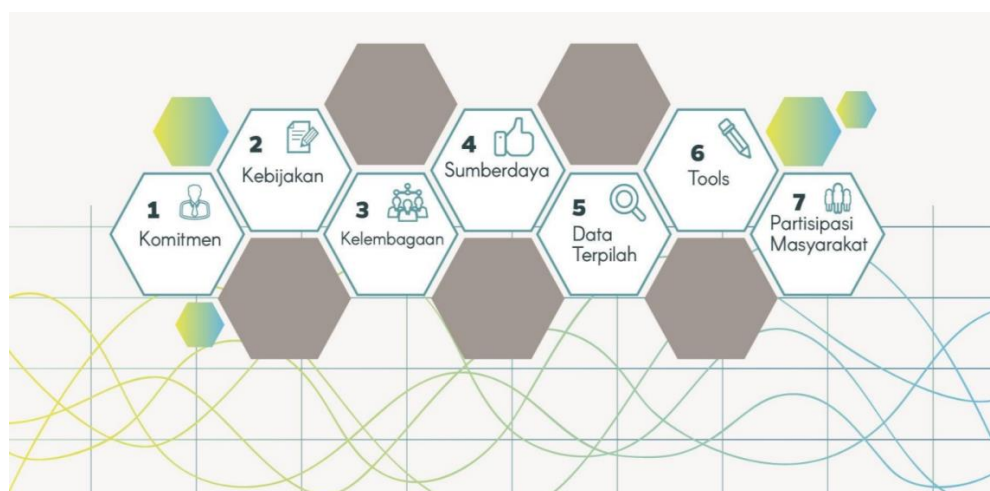 1
Komitmen
2
Kebijakan
3
Kelembagaan
4
Sumberdaya
5
Data
Terpilah
6
Tools
7
Partisipasi
Masyarakat